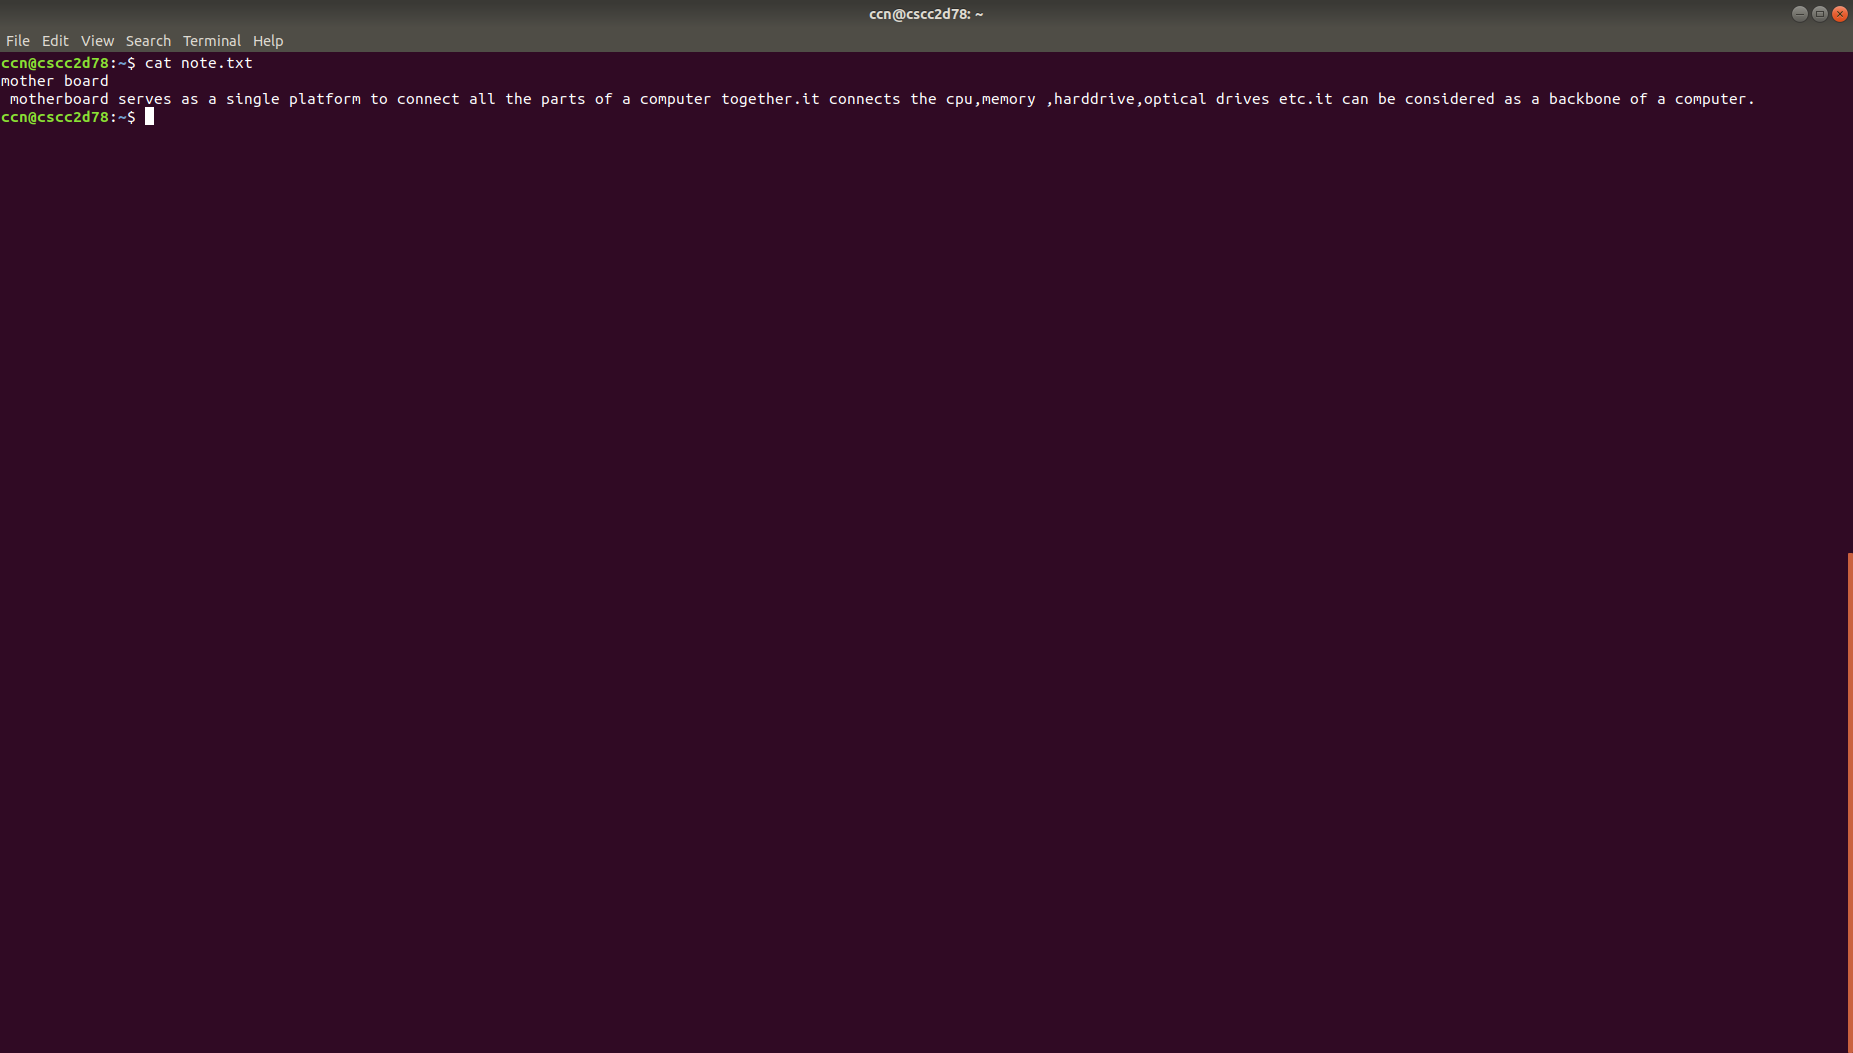 ccn@cscc2d78: ~
File Edit View Search Terminal Help
ccn@cscc2d78:~$ cat note.txt
mother board
 motherboard serves as a single platform to connect all the parts of a computer together.it connects the cpu,memory ,harddrive,optical drives etc.it can be considered as a backbone of a computer.
ccn@cscc2d78:~$